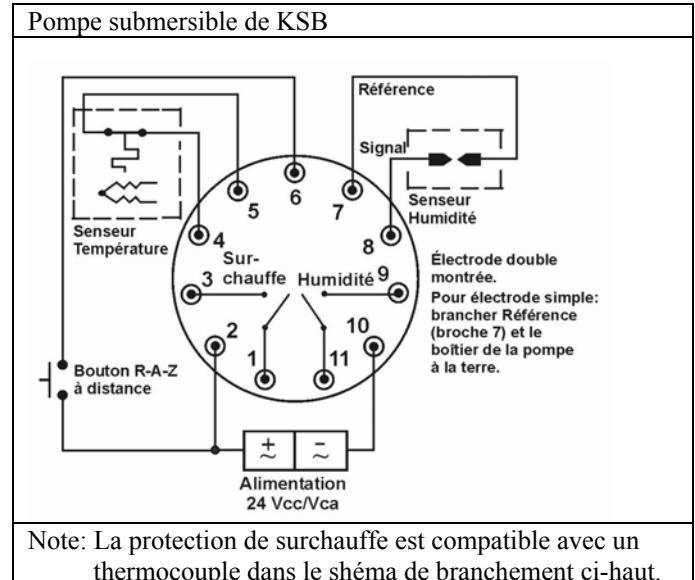 Pompe submersible de KSB
Référence
Signal
Senseur
Humidité
Senseur
Température
6
5
7
4
8
Sur-
chauffe
Humidité
3
9
2
10
1
11
Électrode double
montrée.
Pour électrode simple:
brancher Référence
(broche 7) et le
boîtier de la pompe
à la terre.
Bouton R-A-Z
à distance
+
~
-
~
Alimentation
24 Vcc/Vca
Note: La protection de surchauffe est compatible avec un
thermocouple dans le shéma de branchement ci-haut.